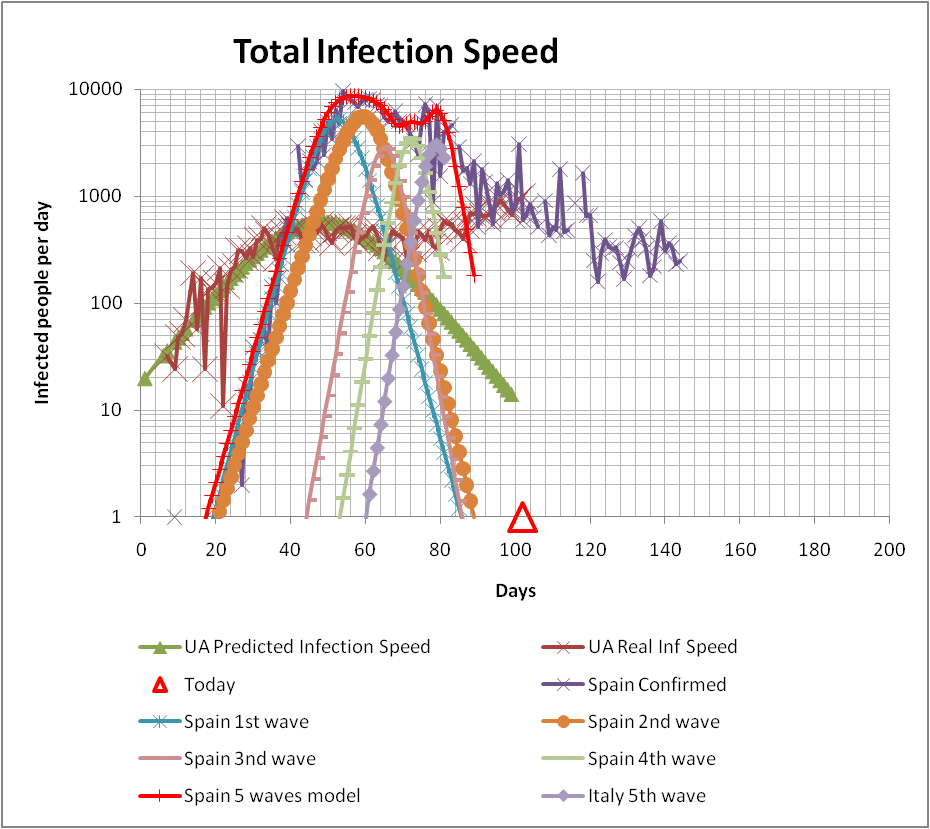 Total Infection Speed
Infected people per day
10000
1000
100
10
1
0 20 40 60 80 100 120 140 160 180 200
Days
UA Predicted Infection Speed
UA Real Inf Speed
Today
Spain Confirmed
Spain 1st wave
Spain 2nd wave
Spain 3nd wave
Spain 4th wave
Spain 5 waves model
Italy 5th wave